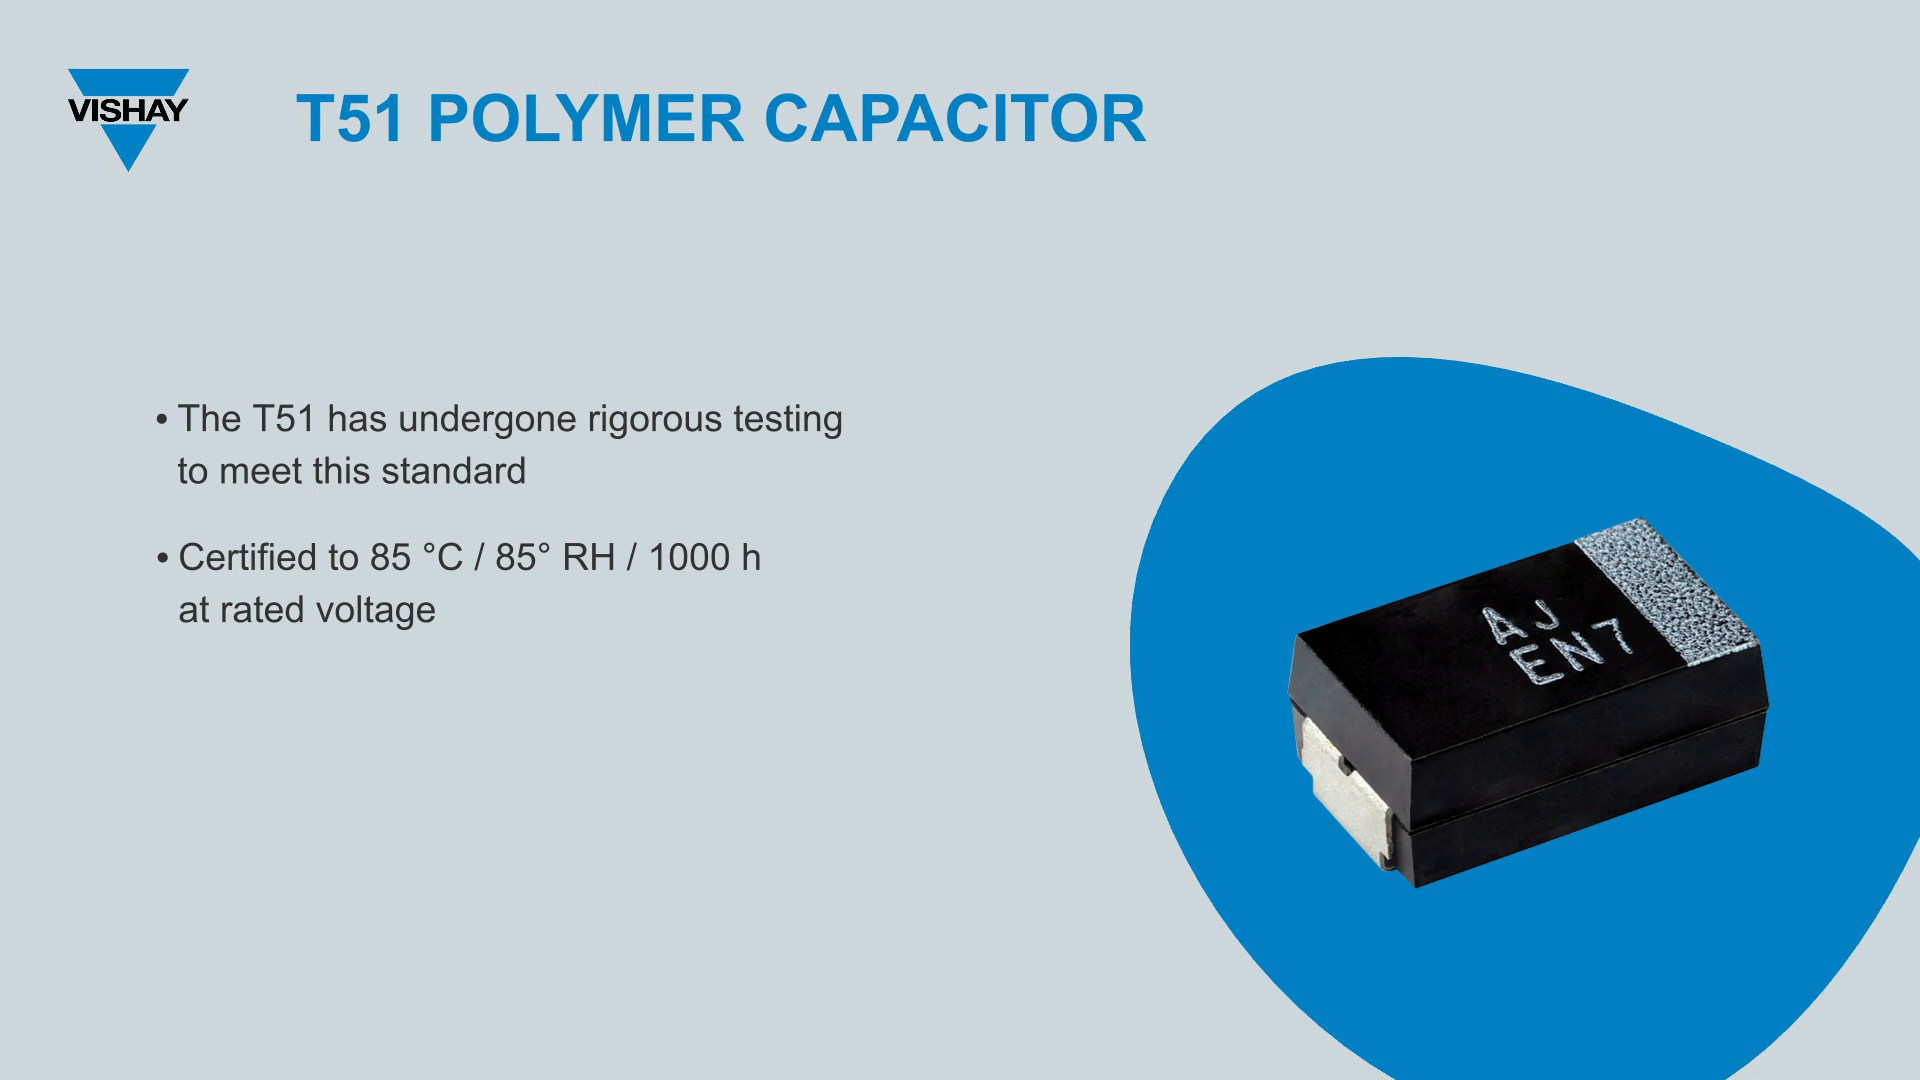 VISHAY
T51 POLYMER CAPACITOR
• The T51 has undergone rigorous testing
to meet this standard
• Certified to 85 °C / 85° RH / 1000 h
at rated voltage
AJ
EN7